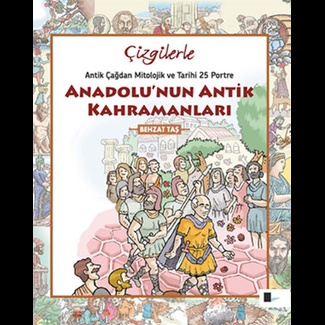 Çizgilerle
Antik Çağdan Mitolojik ve Tarihi 25 Portre
ANADOLU'NUN ANTİK
KAHRAMANLARI
BEHZAT TAŞ